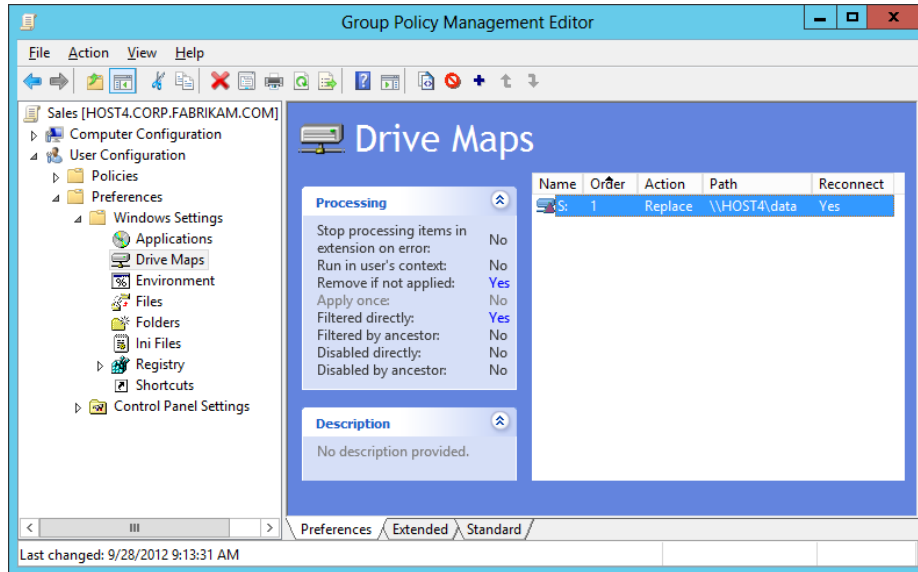 Group Policy Management Editor
File Action View Help
Sales [HOST4.CORP.FABRIKAM.COM]
Computer Configuration
User Configuration
Policies
Preferences
Windows Settings
Applications
Drive Maps
Environment
Files
Folders
Ini Files
Registry
Shortcuts
Control Panel Settings
Drive Maps
Processing
Stop processing items in
extension on error: No
Run in user's context: No
Remove if not applied: Yes
Apply once: No
Filtered directly: Yes
Filtered by ancestor: No
Disabled directly: No
Disabled by ancestor: No
Description
No description provided.
Name Order Action Path Reconnect
S: 1 Replace \\HOST4\data Yes
Preferences Extended Standard
Last changed: 9/28/2012 9:13:31 AM